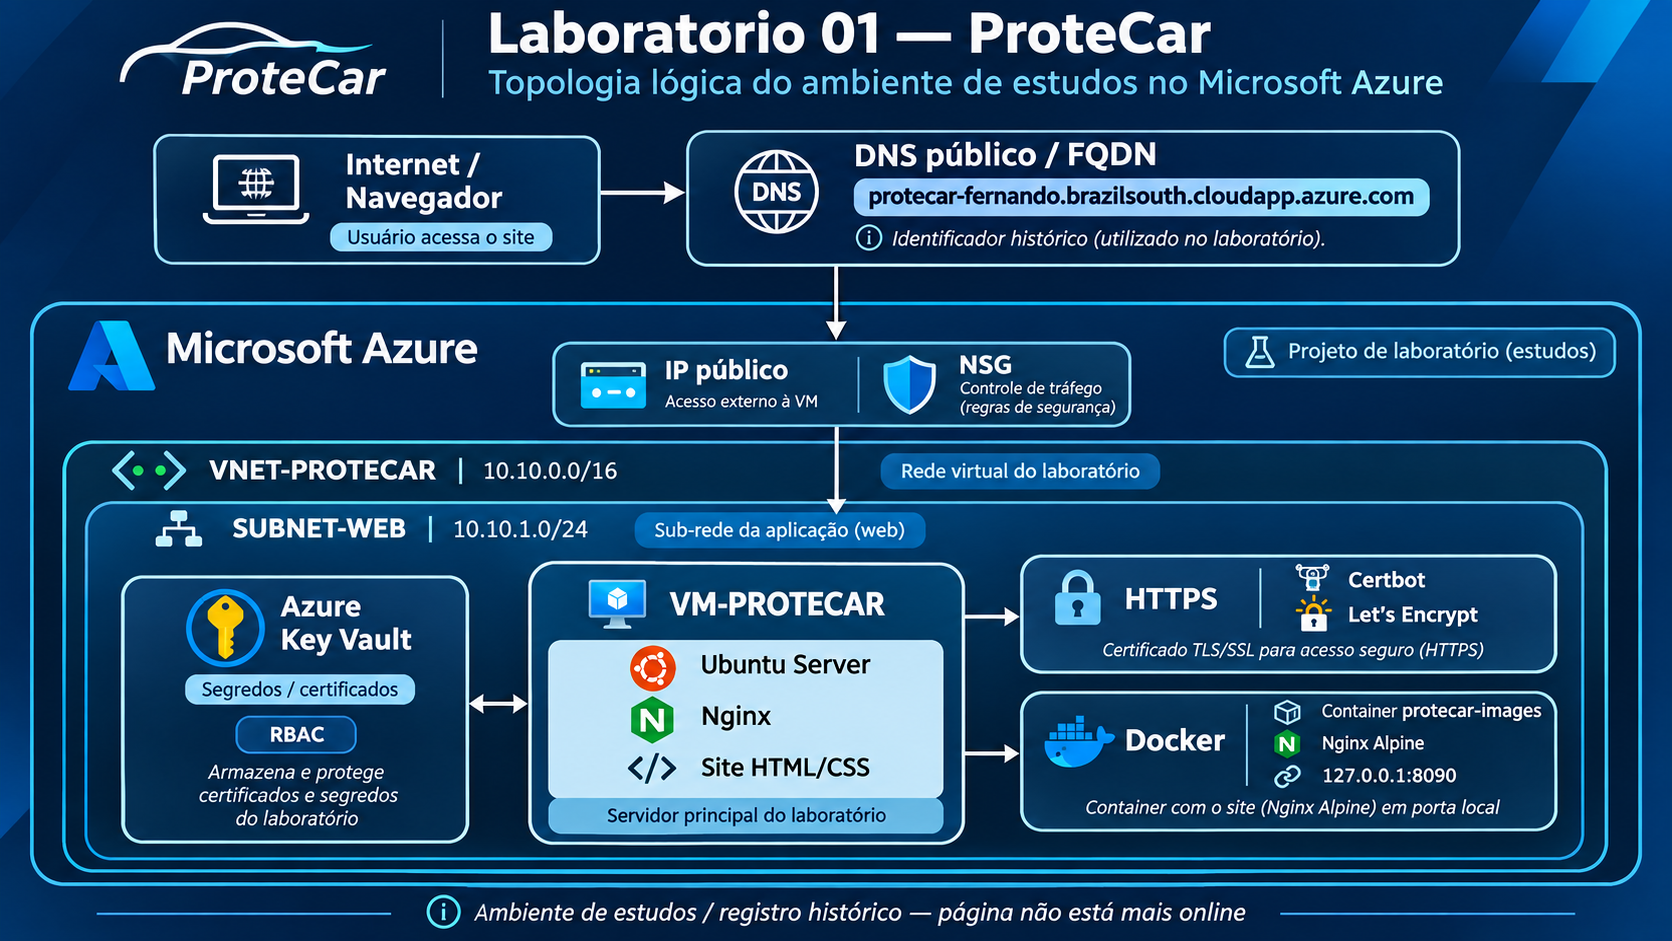 ProteCar
Laboratório 01 — ProteCar
Topologia lógica do ambiente de estudos no Microsoft Azure
Internet /
Navegador
Usuário acessa o site
DNS
DNS público / FQDN
protecar-fernando.brazilsouth.cloudapp.azure.com
Identificador histórico (utilizado no laboratório).
Microsoft Azure
IP público
Acesso externo à VM
NSG
Controle de tráfego
(regras de segurança)
Projeto de laboratório (estudos)
VNET-PROTECAR | 10.10.0.0/16
Rede virtual do laboratório
SUBNET-WEB | 10.10.1.0/24
Sub-rede da aplicação (web)
Azure
Key Vault
Segredos / certificados
RBAC
Armazena e protege
certificados e segredos
do laboratório
VM-PROTECAR
Ubuntu Server
N
Nginx
</> Site HTML/CSS
Servidor principal do laboratório
HTTPS
Certbot
Let's Encrypt
Certificado TLS/SSL para acesso seguro (HTTPS)
Docker
Container protecar-images
N
Nginx Alpine
127.0.0.1:8090
Container com o site (Nginx Alpine) em porta local
Ambiente de estudos / registro histórico — página não está mais online